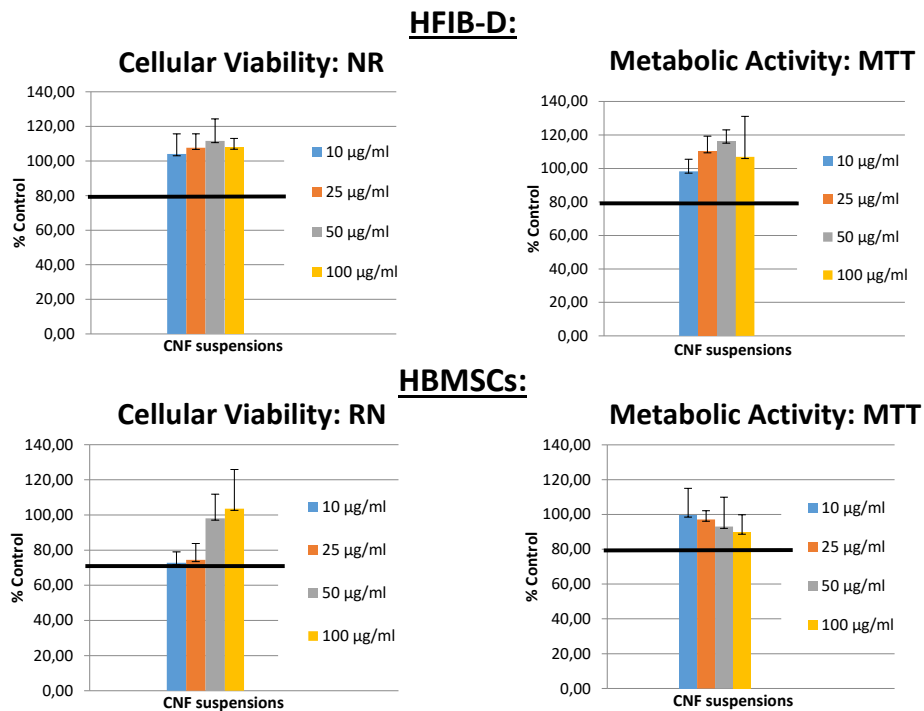 HFIB-D:
Cellular Viability: NR
% Control
140,00
120,00
100,00
80,00
60,00
40,00
20,00
0,00
CNF suspensions
10 µg/ml
25 µg/ml
50 µg/ml
100 µg/ml
Metabolic Activity: MTT
% Control
140,00
120,00
100,00
80,00
60,00
40,00
20,00
0,00
CNF suspensions
10 µg/ml
25 µg/ml
50 µg/ml
100 µg/ml
HBMSCs:
Cellular Viability: RN
% Control
140,00
120,00
100,00
80,00
60,00
40,00
20,00
0,00
CNF suspensions
10 µg/ml
25 µg/ml
50 µg/ml
100 µg/ml
Metabolic Activity: MTT
% Control
140,00
120,00
100,00
80,00
60,00
40,00
20,00
0,00
CNF suspensions
10 µg/ml
25 µg/ml
50 µg/ml
100 µg/ml